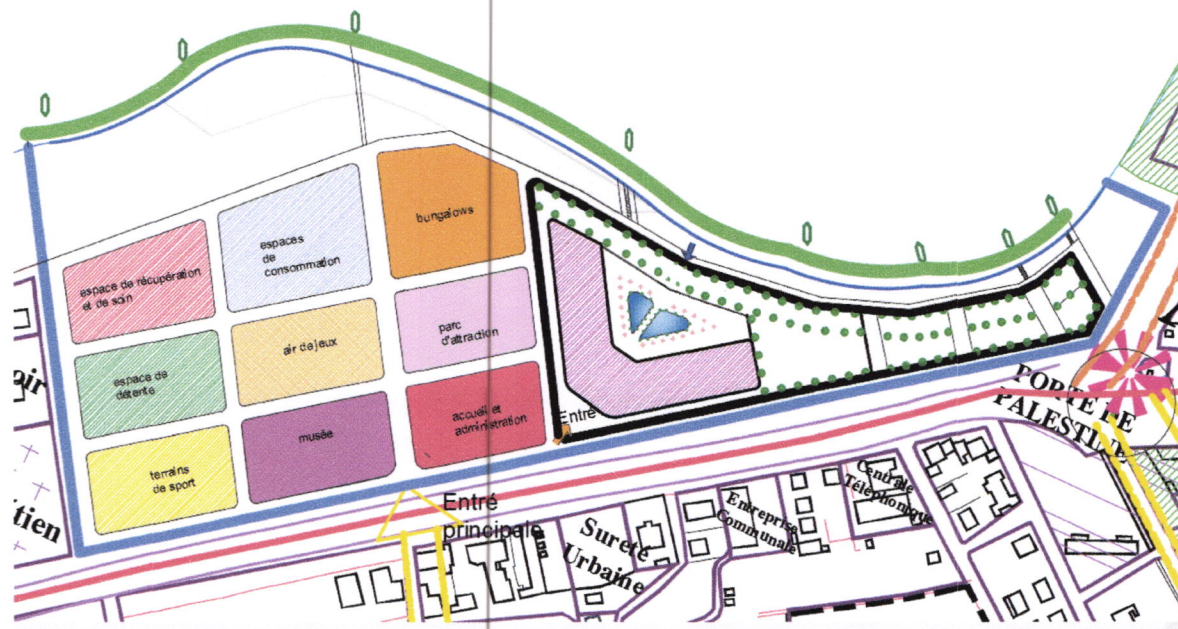 bungalows
espaces
de
consommation
espace de récupération
et de soin
parc
d'attraction
air de jeux
espace de
détente
accueil et
administration
musée
terrains
de sport
Entré
Entré
principale
PORTE DE
PALESTINE
Centrale
Téléphonique
Entreprise
Communale
Sureté
Urbaine
oir
tien